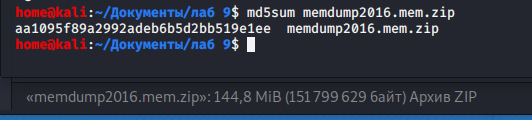 home@kali:~/Документы/лаб 9$ md5sum memdump2016.mem.zip
aa1095f89a2992adeb6b5d2bb519e1ee  memdump2016.mem.zip
home@kali:~/Документы/лаб 9$
«memdump2016.mem.zip»: 144,8 MiB (151 799 629 байт) Архив ZIP